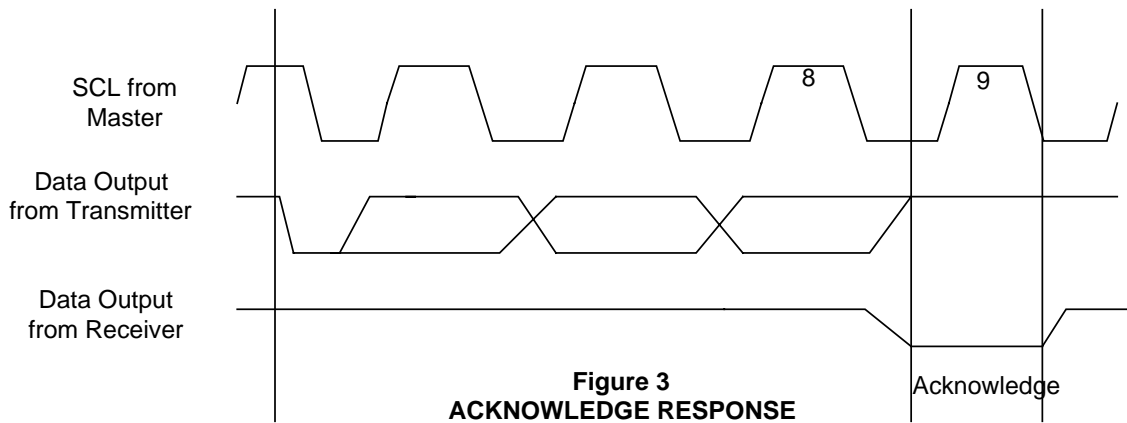 SCL from
Master
8
9
Data Output
from Transmitter
Data Output
from Receiver
Acknowledge
Figure 3
ACKNOWLEDGE RESPONSE